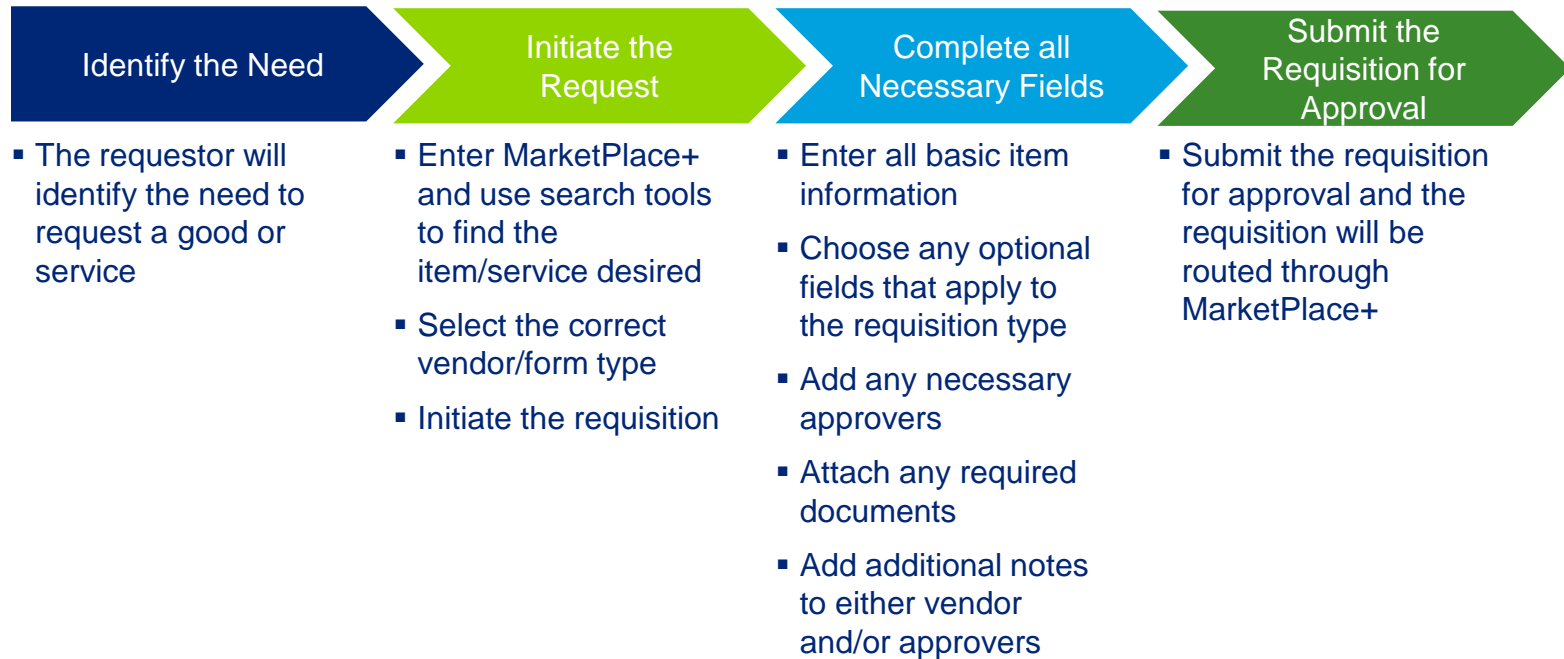 Identify the Need
Initiate the
Request
Complete all
Necessary Fields
Submit the
Requisition for
Approval
▪ The requestor will
identify the need to
request a good or
service
▪ Enter MarketPlace+
and use search tools
to find the
item/service desired
▪ Select the correct
vendor/form type
▪ Initiate the requisition
▪ Enter all basic item
information
▪ Choose any optional
fields that apply to
the requisition type
▪ Add any necessary
approvers
▪ Attach any required
documents
▪ Add additional notes
to either vendor
and/or approvers
▪ Submit the requisition
for approval and the
requisition will be
routed through
MarketPlace+